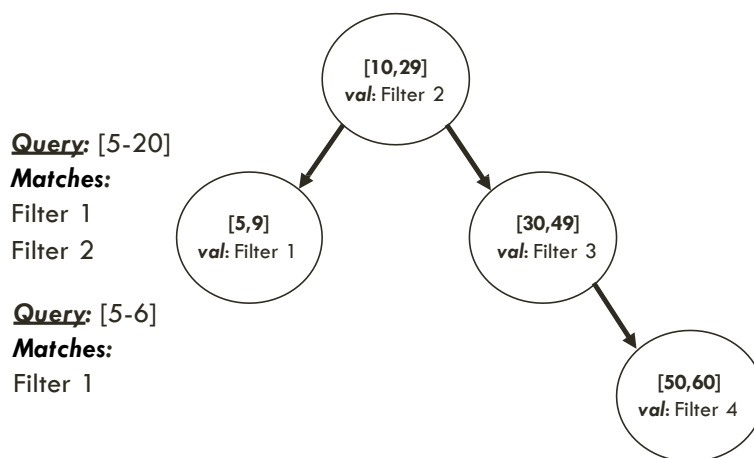 [10,29]
val: Filter 2
Query: [5-20]
Matches:
Filter 1
Filter 2
[5,9]
val: Filter 1
[30,49]
val: Filter 3
Query: [5-6]
Matches:
Filter 1
[50,60]
val: Filter 4